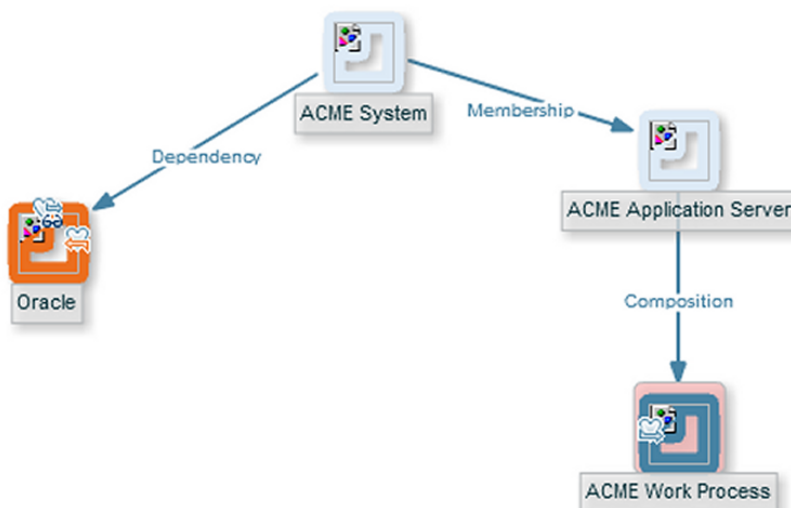 ACME System
Membership
Dependency
ACME Application Server
Oracle
Composition
ACME Work Process